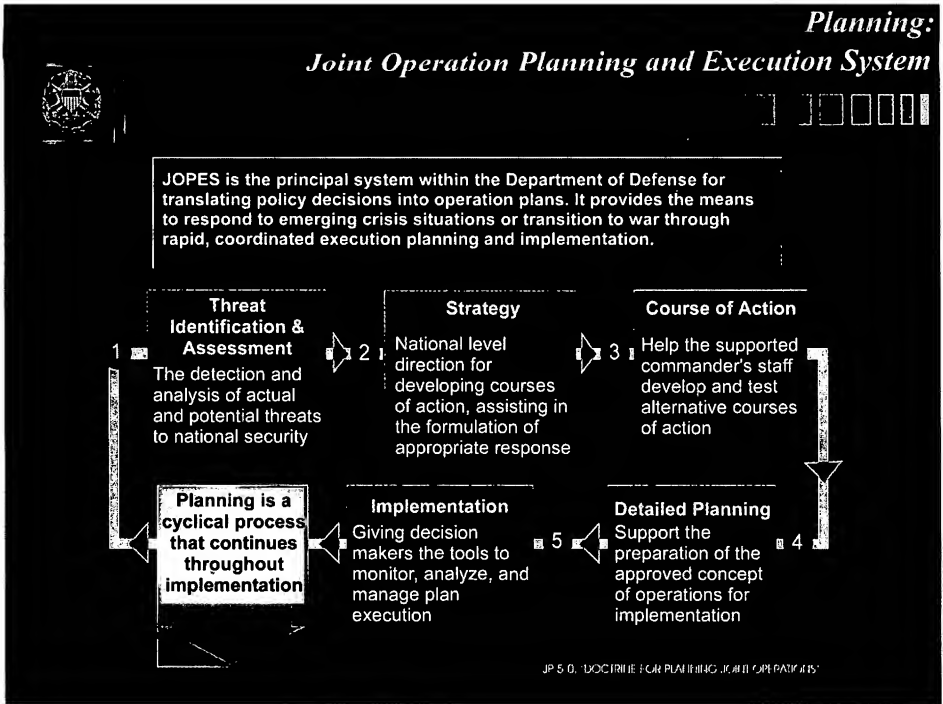 Planning:
Joint Operation Planning and Execution System
JOPES is the principal system within the Department of Defense for
translating policy decisions into operation plans. It provides the means
to respond to emerging crisis situations or transition to war through
rapid, coordinated execution planning and implementation.
1
Threat
Identification &
Assessment
The detection and
analysis of actual
and potential threats
to national security
2
Strategy
National level
direction for
developing courses
of action, assisting in
the formulation of
appropriate response
3
Course of Action
Help the supported
commander's staff
develop and test
alternative courses
of action
4
Detailed Planning
Support the
preparation of the
approved concept
of operations for
implementation
5
Implementation
Giving decision
makers the tools to
monitor, analyze, and
manage plan
execution
Planning is a
cyclical process
that continues
throughout
implementation
JP 5-0, "DOCTRINE FOR PLANNING JOINT OPERATIONS"